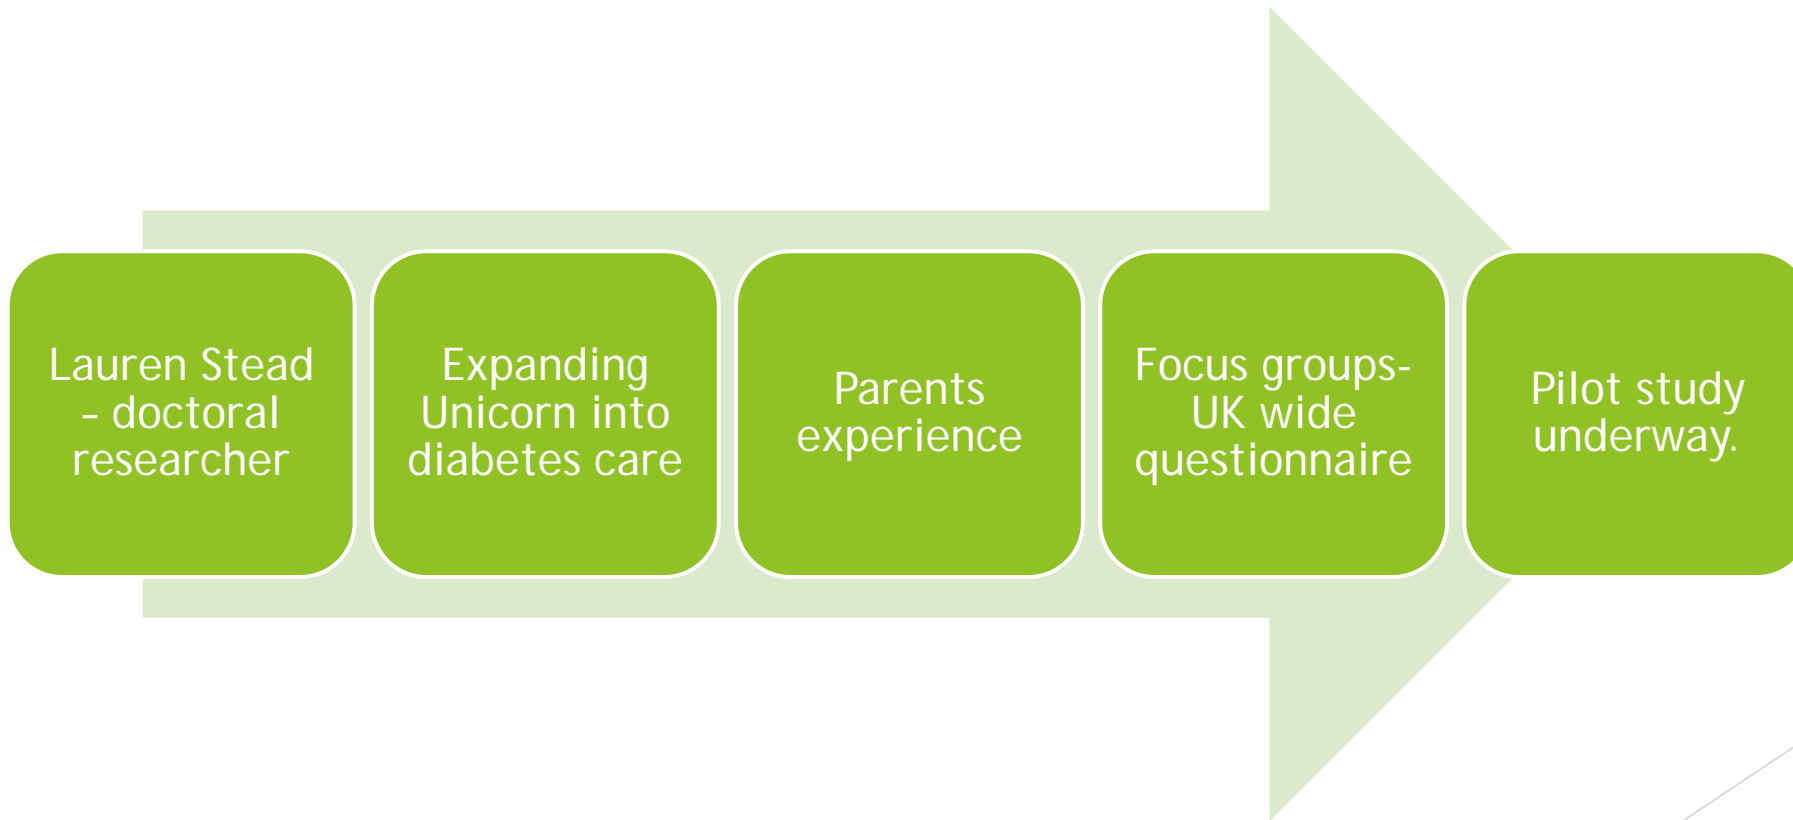 Lauren Stead
– doctoral
researcher
Expanding
Unicorn into
diabetes care
Parents
experience
Focus groups-
UK wide
questionnaire
Pilot study
underway.